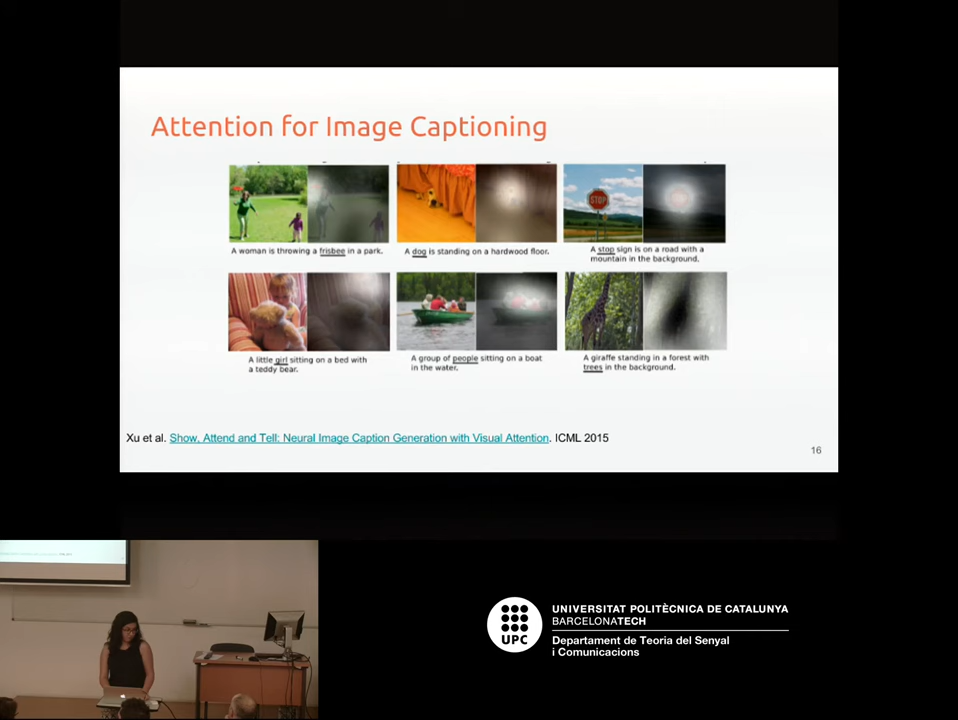 Attention for Image Captioning
STOP
A woman is throwing a frisbee in a park.
A dog is standing on a hardwood floor.
A stop sign is on a road with a
mountain in the background.
A little girl sitting on a bed with
a teddy bear.
A group of people sitting on a boat
in the water.
A giraffe standing in a forest with
trees in the background.
Xu et al. Show, Attend and Tell: Neural Image Caption Generation with Visual Attention. ICML 2015
16
UPC
UNIVERSITAT POLITÈCNICA DE CATALUNYA
BARCELONATECH
Departament de Teoria del Senyal
i Comunicacions